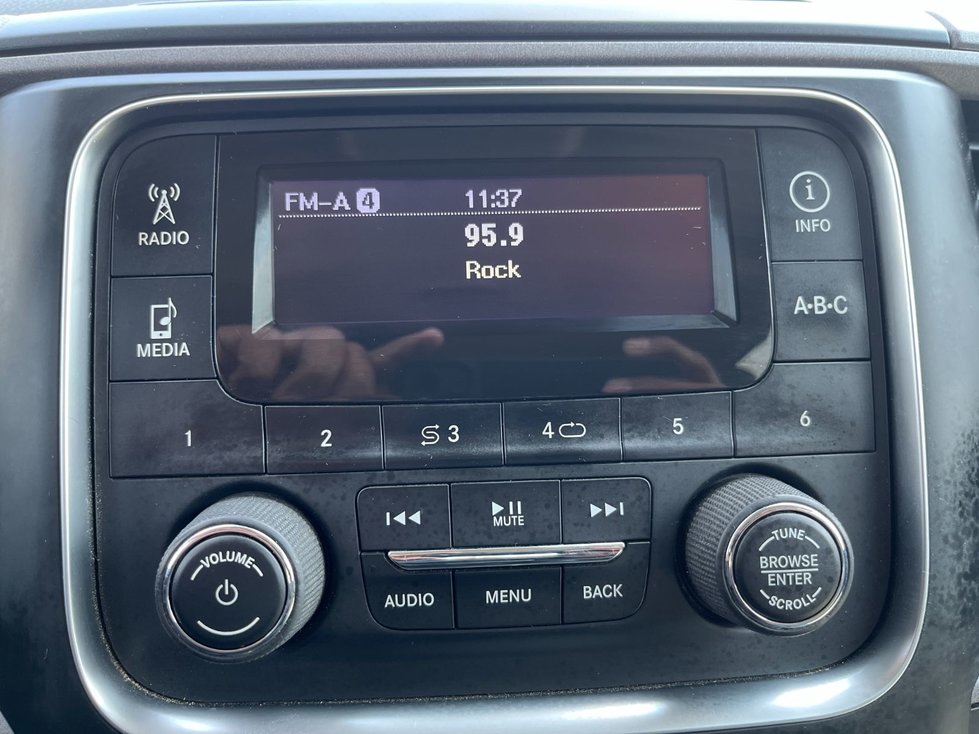 FM-A 4 11:37
95.9
Rock
RADIO
MEDIA
i
INFO
A•B•C
1 2 3 4 5 6
MUTE
AUDIO MENU BACK
VOLUME
TUNE
BROWSE
ENTER
SCROLL